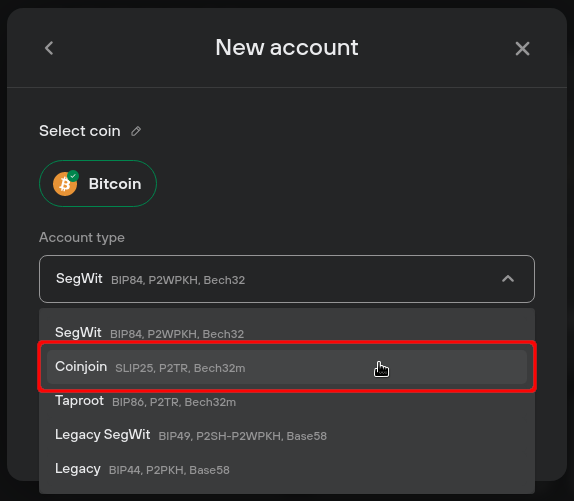 New account
Select coin
Bitcoin
Account type
SegWit BIP84, P2WPKH, Bech32
SegWit BIP84, P2WPKH, Bech32
Coinjoin SLIP25, P2TR, Bech32m
Taproot BIP86, P2TR, Bech32m
Legacy SegWit BIP49, P2SH-P2WPKH, Base58
Legacy BIP44, P2PKH, Base58